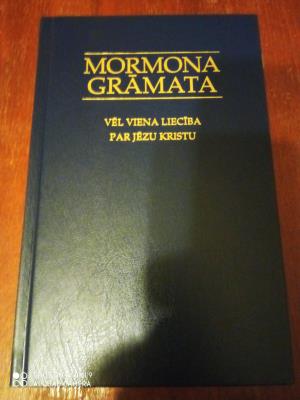 MORMONA
GRĀMATA
VĒL VIENA LIECĪBA
PAR JĒZU KRISTU